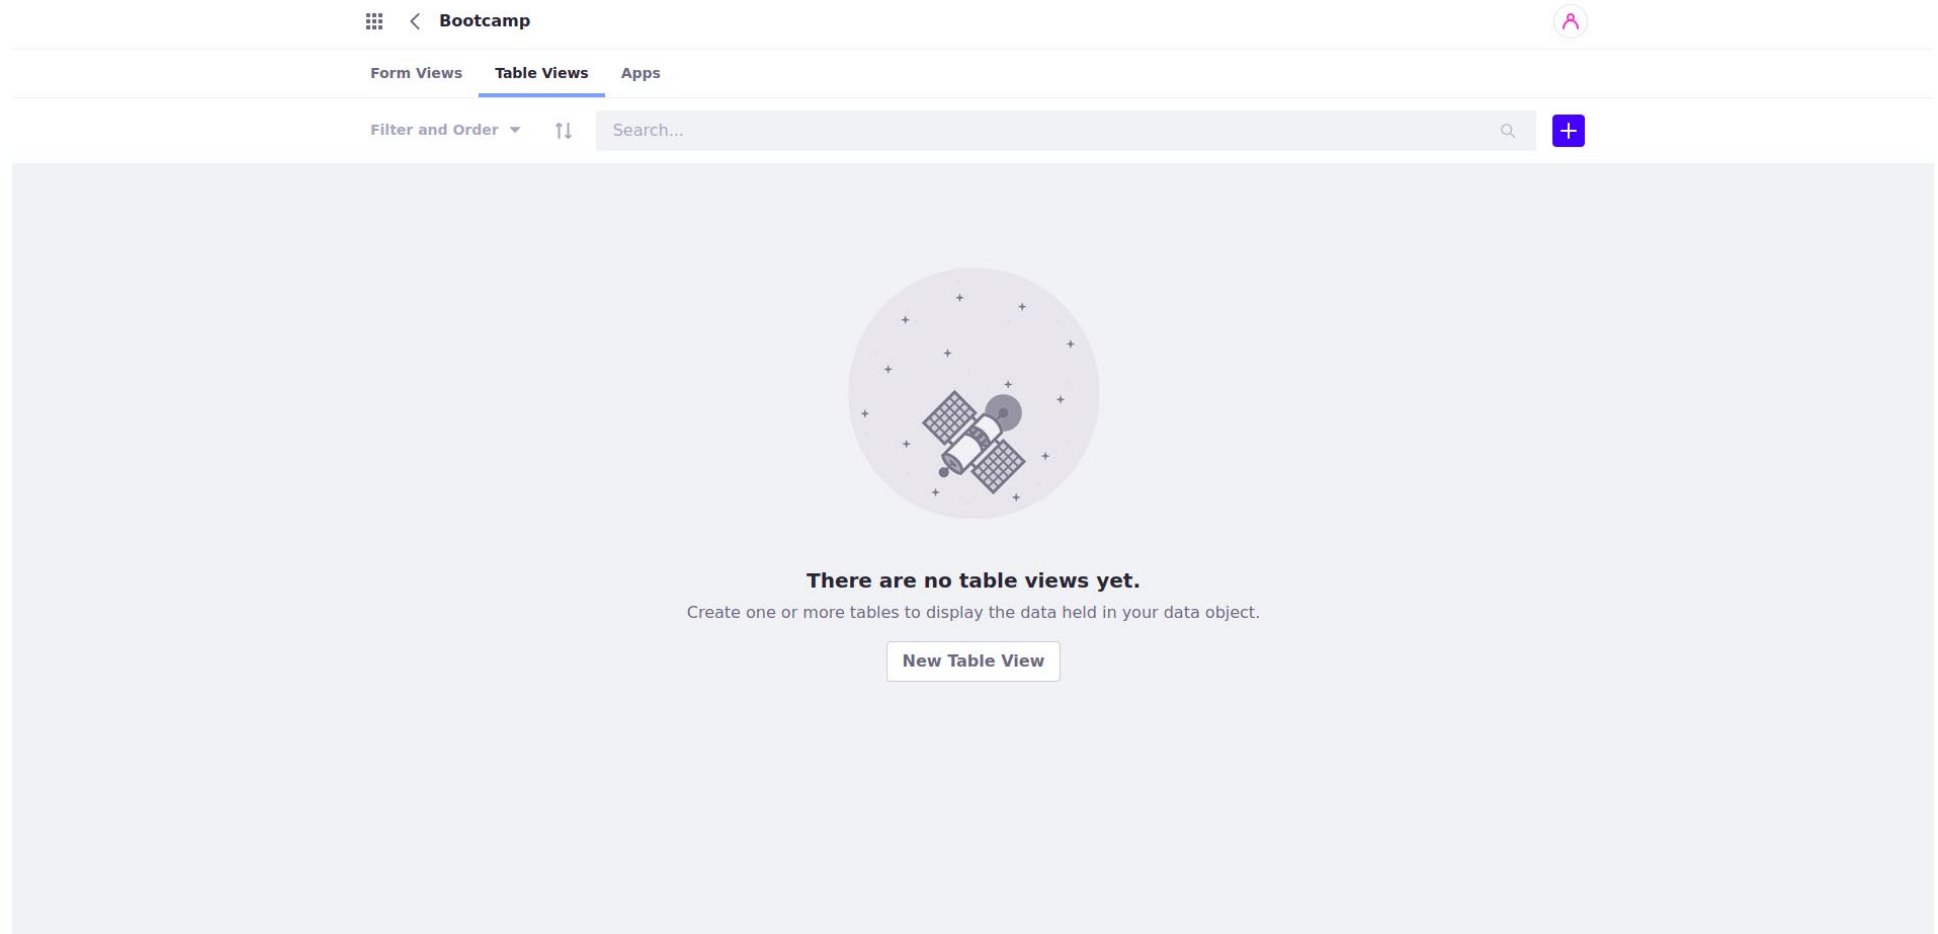 Bootcamp
Form Views Table Views Apps
Filter and Order Search...
There are no table views yet.
Create one or more tables to display the data held in your data object.
New Table View